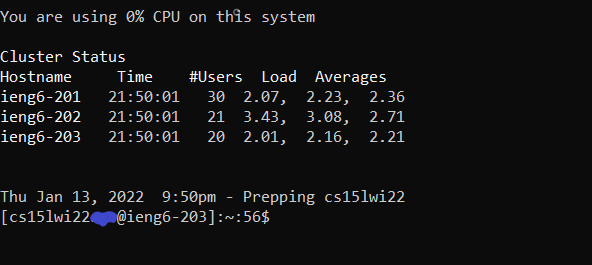 You are using 0% CPU on this system
Cluster Status
Hostname     Time    #Users  Load  Averages
ieng6-201   21:50:01   30  2.07,  2.23,  2.36
ieng6-202   21:50:01   21  3.43,  3.08,  2.71
ieng6-203   21:50:01   20  2.01,  2.16,  2.21
Thu Jan 13, 2022  9:50pm - Prepping cs15lwi22
[cs15lwi22@ieng6-203]:~:56$